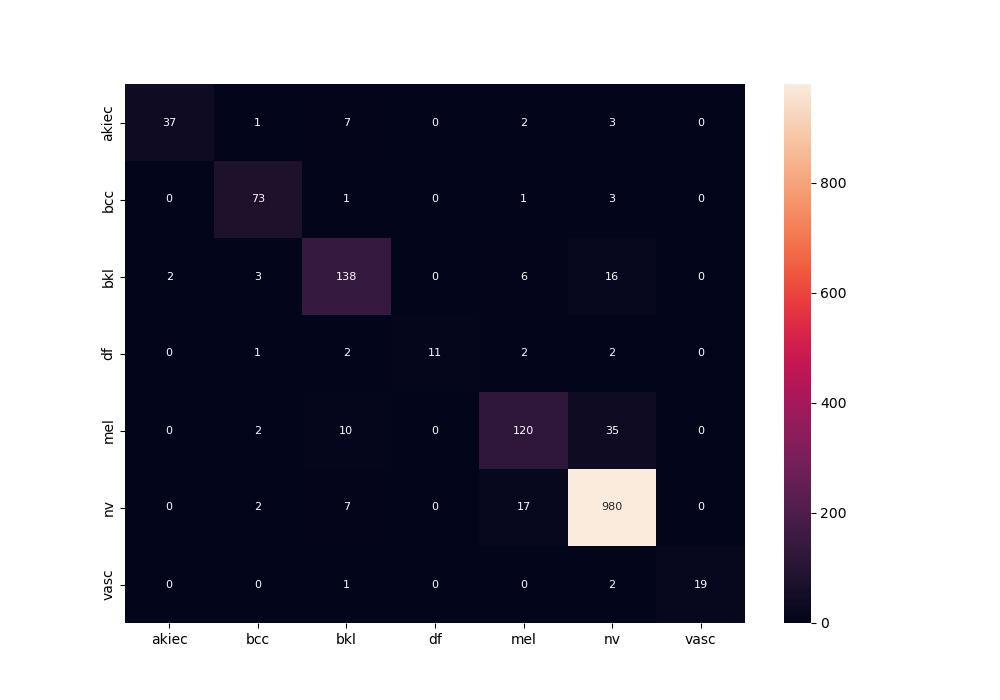 akiec 37 1 7 0 2 3 0
bcc 0 73 1 0 1 3 0
bkl 2 3 138 0 6 16 0
df 0 1 2 11 2 2 0
mel 0 2 10 0 120 35 0
nv 0 2 7 0 17 980 0
vasc 0 0 1 0 0 2 19
akiec bcc bkl df mel nv vasc
800
600
400
200
0